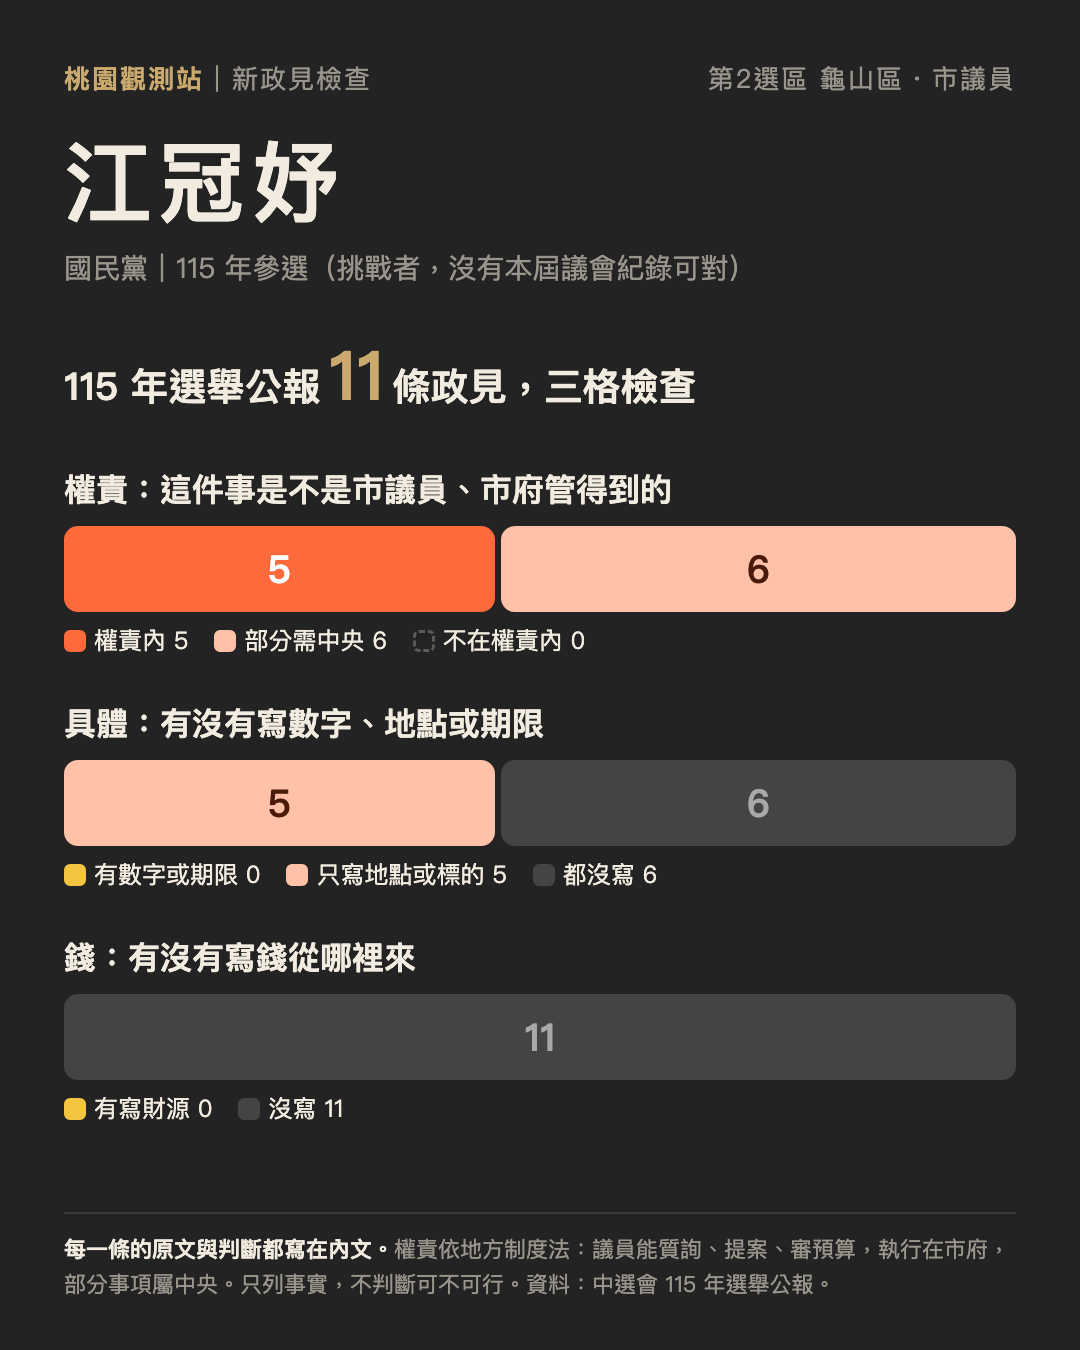 桃園觀測站｜新政見檢查
第2選區 龜山區・市議員
江冠妤
國民黨｜115 年參選（挑戰者，沒有本屆議會紀錄可對）
115 年選舉公報 11 條政見，三格檢查
權責：這件事是不是市議員、市府管得到的
5
6
權責內 5 部分需中央 6 不在權責內 0
具體：有沒有寫數字、地點或期限
5
6
有數字或期限 0 只寫地點或標的 5 都沒寫 6
錢：有沒有寫錢從哪裡來
11
有寫財源 0 沒寫 11
每一條的原文與判斷都寫在內文。權責依地方制度法：議員能質詢、提案、審預算，執行在市府，
部分事項屬中央。只列事實，不判斷可不可行。資料：中選會 115 年選舉公報。